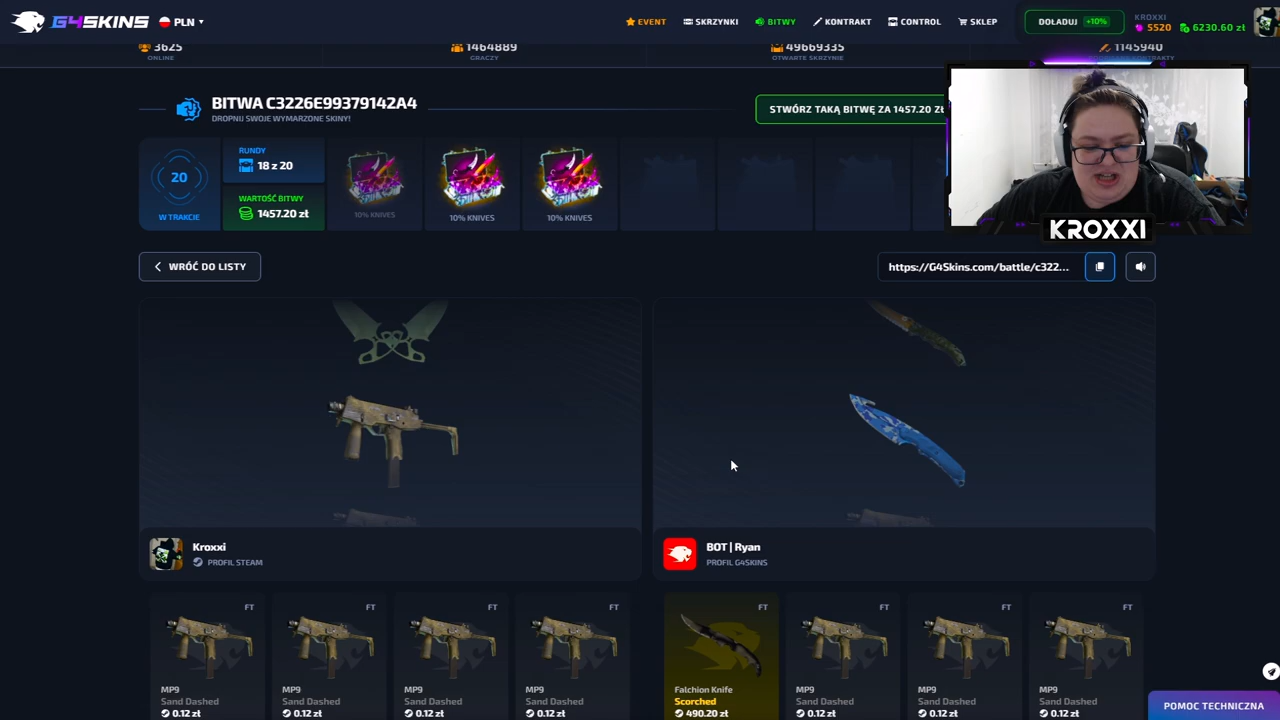 G4SKINS
PLN
EVENT
SKRZYNKI
BITWY
KONTRAKT
CONTROL
SKLEP
DOŁADUJ +10%
KROXXI
5520
6230.60 zł
3625
ONLINE
1464889
GRACZY
49669335
OTWARTE SKRZYNIE
1145940
BITWA C3226E99379142A4
DROPNIJ SWOJE WYMARZONE SKINY!
STWÓRZ TAKĄ BITWĘ ZA 1457.20
20
W TRAKCIE
RUNDY
18 z 20
WARTOŚĆ BITWY
1457.20 zł
10% KNIVES
10% KNIVES
10% KNIVES
KROXXI
WRÓĆ DO LISTY
https://G4Skins.com/battle/c322...
Kroxxi
PROFIL STEAM
BOT | Ryan
PROFIL G4SKINS
FT
MP9
Sand Dashed
0.12 zł
FT
MP9
Sand Dashed
0.12 zł
FT
MP9
Sand Dashed
0.12 zł
FT
MP9
Sand Dashed
0.12 zł
FT
Falchion Knife
Scorched
490.20 zł
FT
MP9
Sand Dashed
0.12 zł
FT
MP9
Sand Dashed
0.12 zł
FT
MP9
Sand Dashed
0.12 zł
POMOC TECHNICZNA